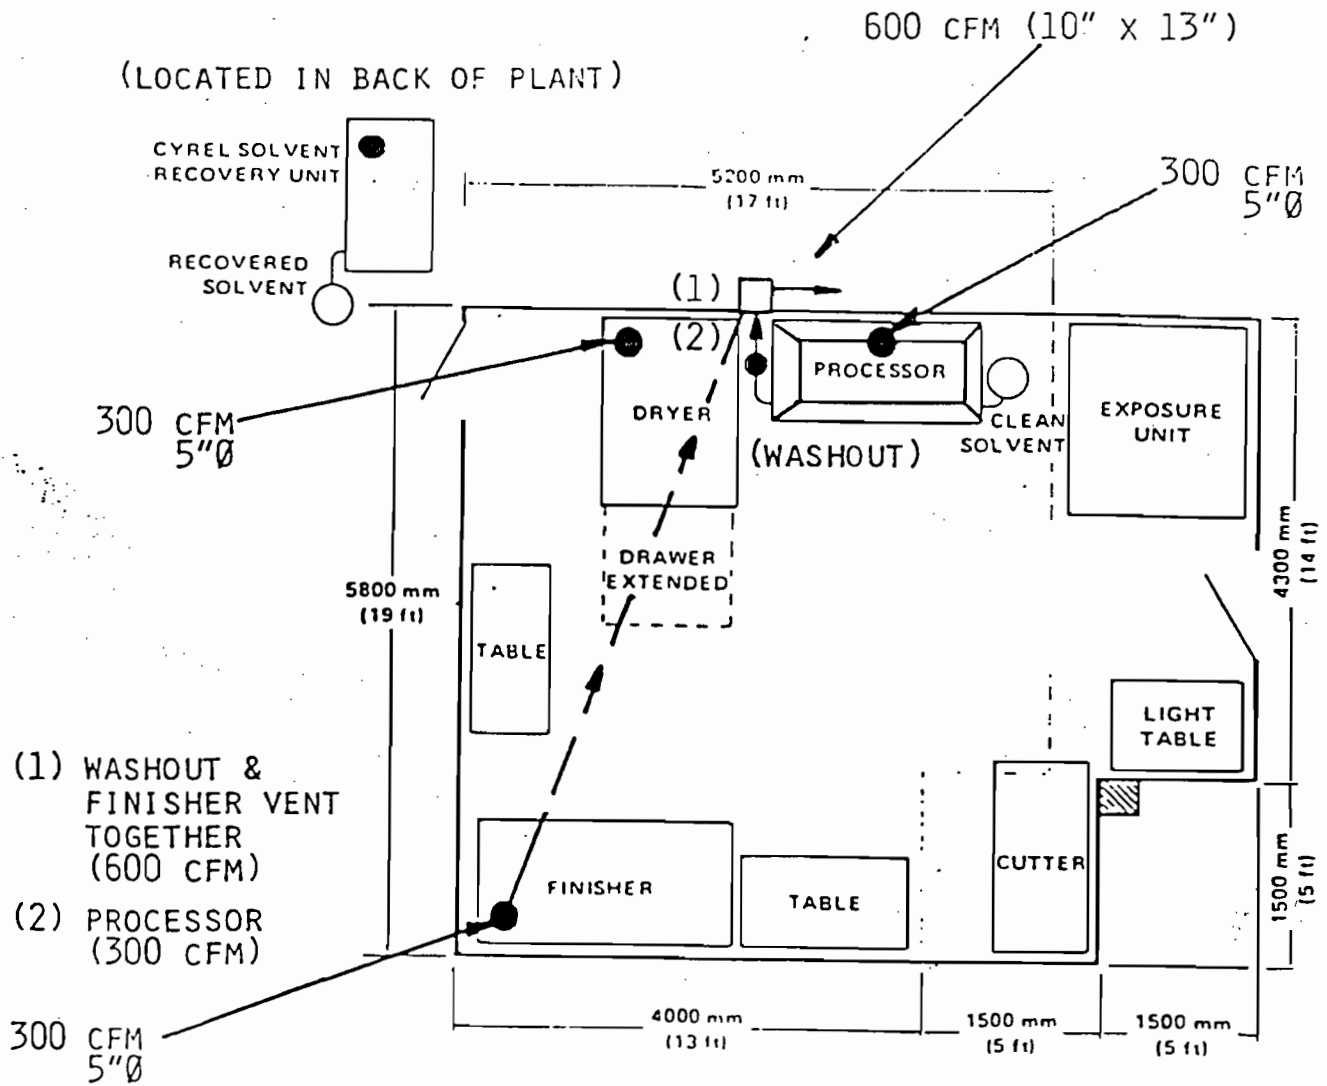 600 CFM (10" X 13")
(LOCATED IN BACK OF PLANT)
CYREL SOLVENT
RECOVERY UNIT
5200 mm
(17 ft)
300 CFM
5"Ø
RECOVERED
SOLVENT
(1)
(2)
PROCESSOR
DRYER
EXPOSURE
UNIT
CLEAN
SOLVENT
(WASHOUT)
300 CFM
5"Ø
DRAWER
EXTENDED
4300 mm
(14 ft)
5800 mm
(19 ft)
TABLE
LIGHT
TABLE
(1) WASHOUT &
FINISHER VENT
TOGETHER
(600 CFM)
(2) PROCESSOR
(300 CFM)
FINISHER
TABLE
CUTTER
1500 mm
(5 ft)
300 CFM
5"Ø
4000 mm
(13 ft)
1500 mm
(5 ft)
1500 mm
(5 ft)